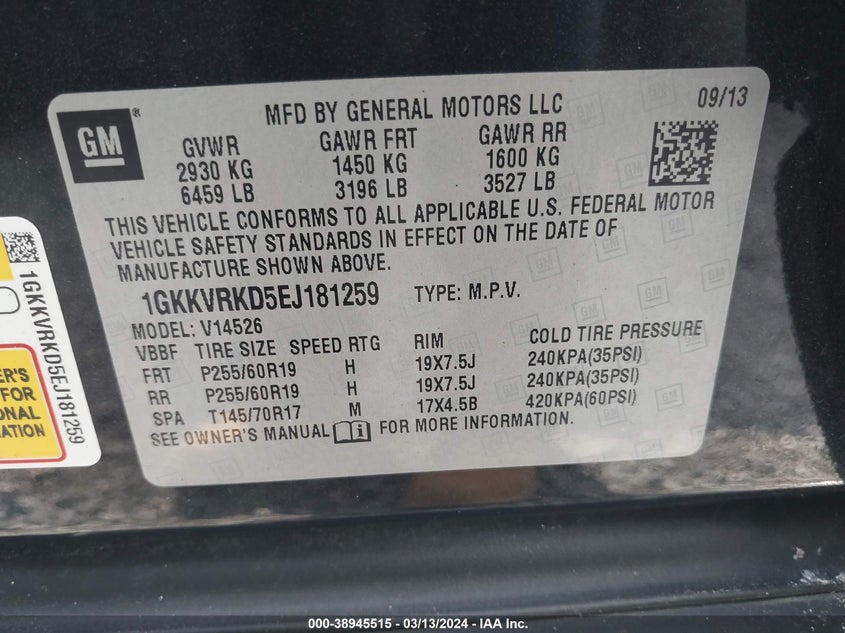 MFD BY GENERAL MOTORS LLC
09/13
GM
®
GVWR GAWR FRT GAWR RR
2930 KG 1450 KG 1600 KG
6459 LB 3196 LB 3527 LB
THIS VEHICLE CONFORMS TO ALL APPLICABLE U.S. FEDERAL MOTOR
VEHICLE SAFETY STANDARDS IN EFFECT ON THE DATE OF
MANUFACTURE SHOWN ABOVE.
1GKKVRKD5EJ181259 TYPE: M.P.V.
MODEL: V14526
VBBF TIRE SIZE SPEED RTG RIM COLD TIRE PRESSURE
FRT P255/60R19 H 19X7.5J 240KPA(35PSI)
RR P255/60R19 H 19X7.5J 240KPA(35PSI)
SPA T145/70R17 M 17X4.5B 420KPA(60PSI)
SEE OWNER'S MANUAL FOR MORE INFORMATION.
1GKKVRKD5EJ181259
ER'S
FOR
ONAL
ATION
000-38945515 - 03/13/2024 - IAA Inc.